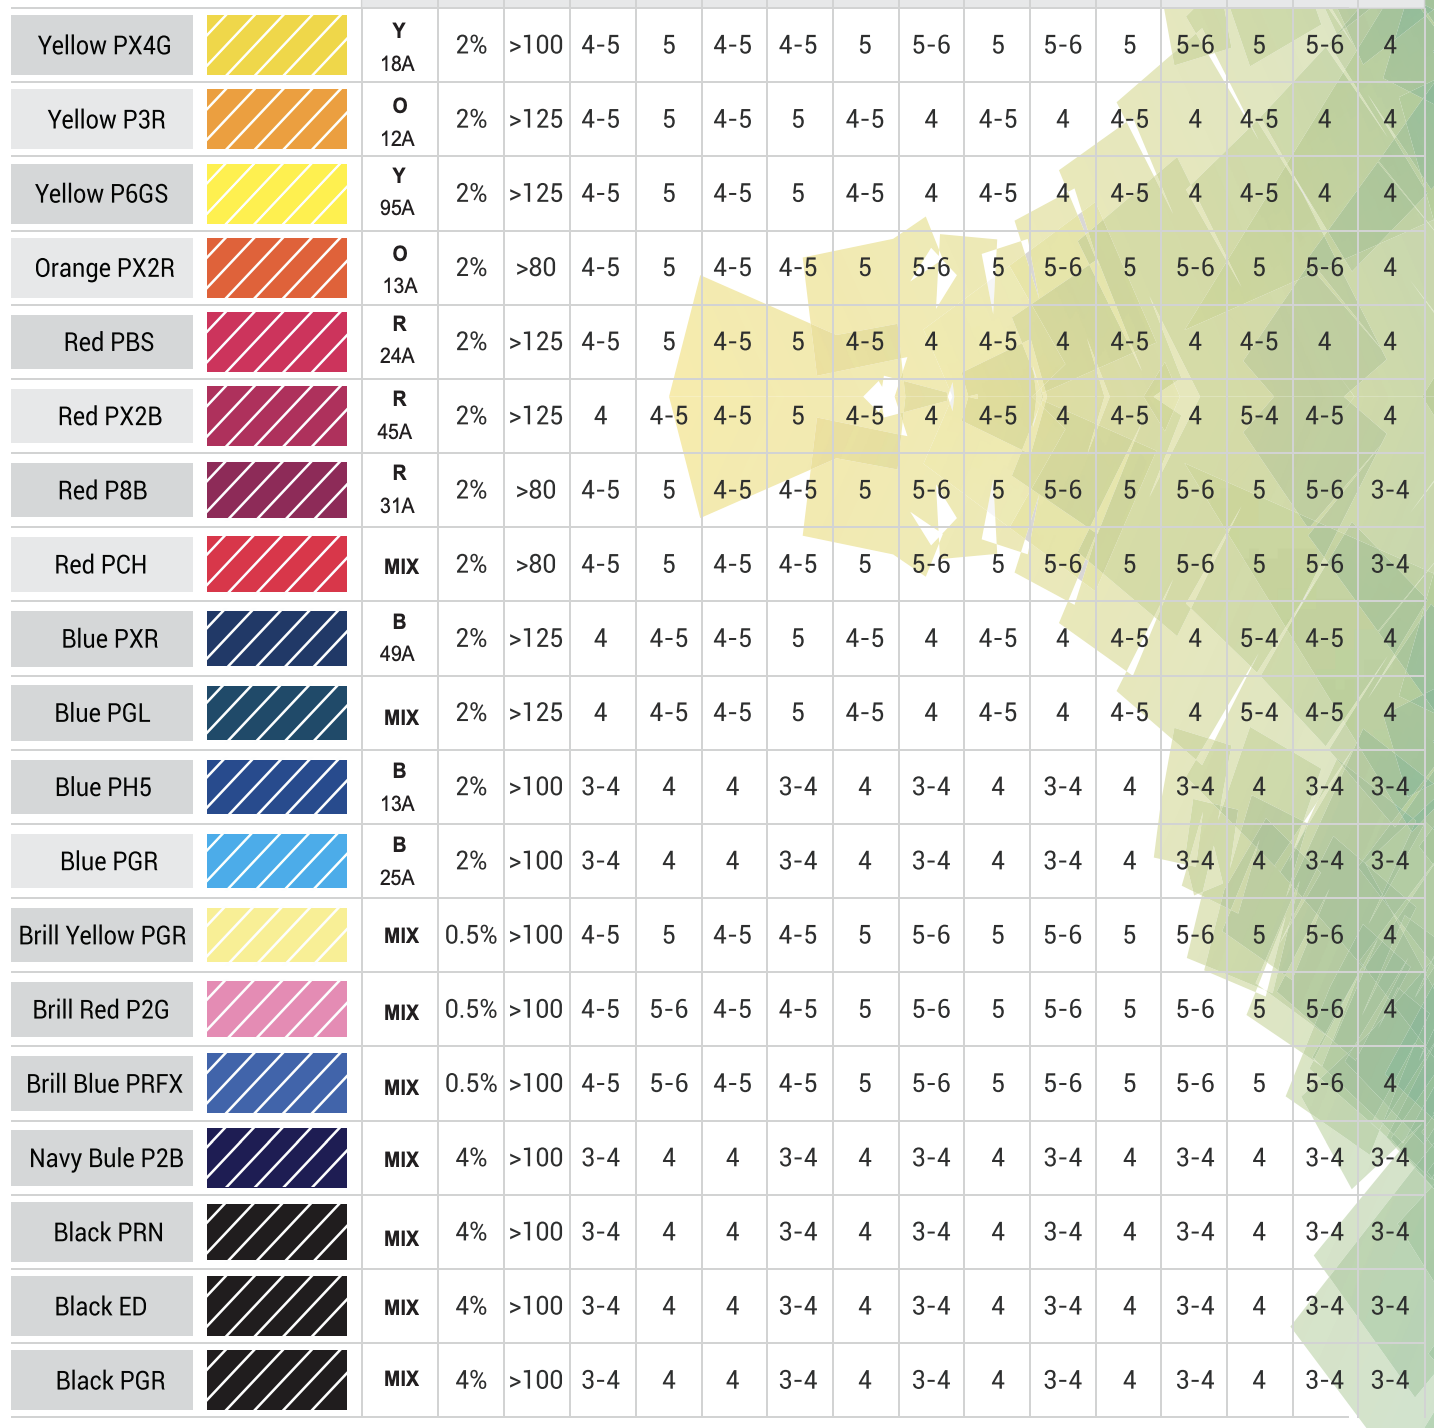 Yellow PX4G Y 18A 2% >100 4-5 5 4-5 4-5 5 5-6 5 5-6 5 5-6 5 5-6 4
Yellow P3R O 12A 2% >125 4-5 5 4-5 5 4-5 4 4-5 4 4-5 4 4-5 4 4
Yellow P6GS Y 95A 2% >125 4-5 5 4-5 5 4-5 4 4-5 4 4-5 4 4-5 4 4
Orange PX2R O 13A 2% >80 4-5 5 4-5 4-5 5 5-6 5 5-6 5 5-6 5 5-6 4
Red PBS R 24A 2% >125 4-5 5 4-5 5 4-5 4 4-5 4 4-5 4 4-5 4 4
Red PX2B R 45A 2% >125 4 4-5 4-5 5 4-5 4 4-5 4 4-5 4 5-4 4-5 4
Red P8B R 31A 2% >80 4-5 5 4-5 4-5 5 5-6 5 5-6 5 5-6 5 5-6 3-4
Red PCH MIX 2% >80 4-5 5 4-5 4-5 5 5-6 5 5-6 5 5-6 5 5-6 3-4
Blue PXR B 49A 2% >125 4 4-5 4-5 5 4-5 4 4-5 4 4-5 4 5-4 4-5 4
Blue PGL MIX 2% >125 4 4-5 4-5 5 4-5 4 4-5 4 4-5 4 5-4 4-5 4
Blue PH5 B 13A 2% >100 3-4 4 4 3-4 4 3-4 4 3-4 4 3-4 4 3-4 3-4
Blue PGR B 25A 2% >100 3-4 4 4 3-4 4 3-4 4 3-4 4 3-4 4 3-4 3-4
Brill Yellow PGR MIX 0.5% >100 4-5 5 4-5 4-5 5 5-6 5 5-6 5 5-6 5 5-6 4
Brill Red P2G MIX 0.5% >100 4-5 5-6 4-5 4-5 5 5-6 5 5-6 5 5-6 5 5-6 4
Brill Blue PRFX MIX 0.5% >100 4-5 5-6 4-5 4-5 5 5-6 5 5-6 5 5-6 5 5-6 4
Navy Bule P2B MIX 4% >100 3-4 4 4 3-4 4 3-4 4 3-4 4 3-4 4 3-4 3-4
Black PRN MIX 4% >100 3-4 4 4 3-4 4 3-4 4 3-4 4 3-4 4 3-4 3-4
Black ED MIX 4% >100 3-4 4 4 3-4 4 3-4 4 3-4 4 3-4 4 3-4 3-4
Black PGR MIX 4% >100 3-4 4 4 3-4 4 3-4 4 3-4 4 3-4 4 3-4 3-4